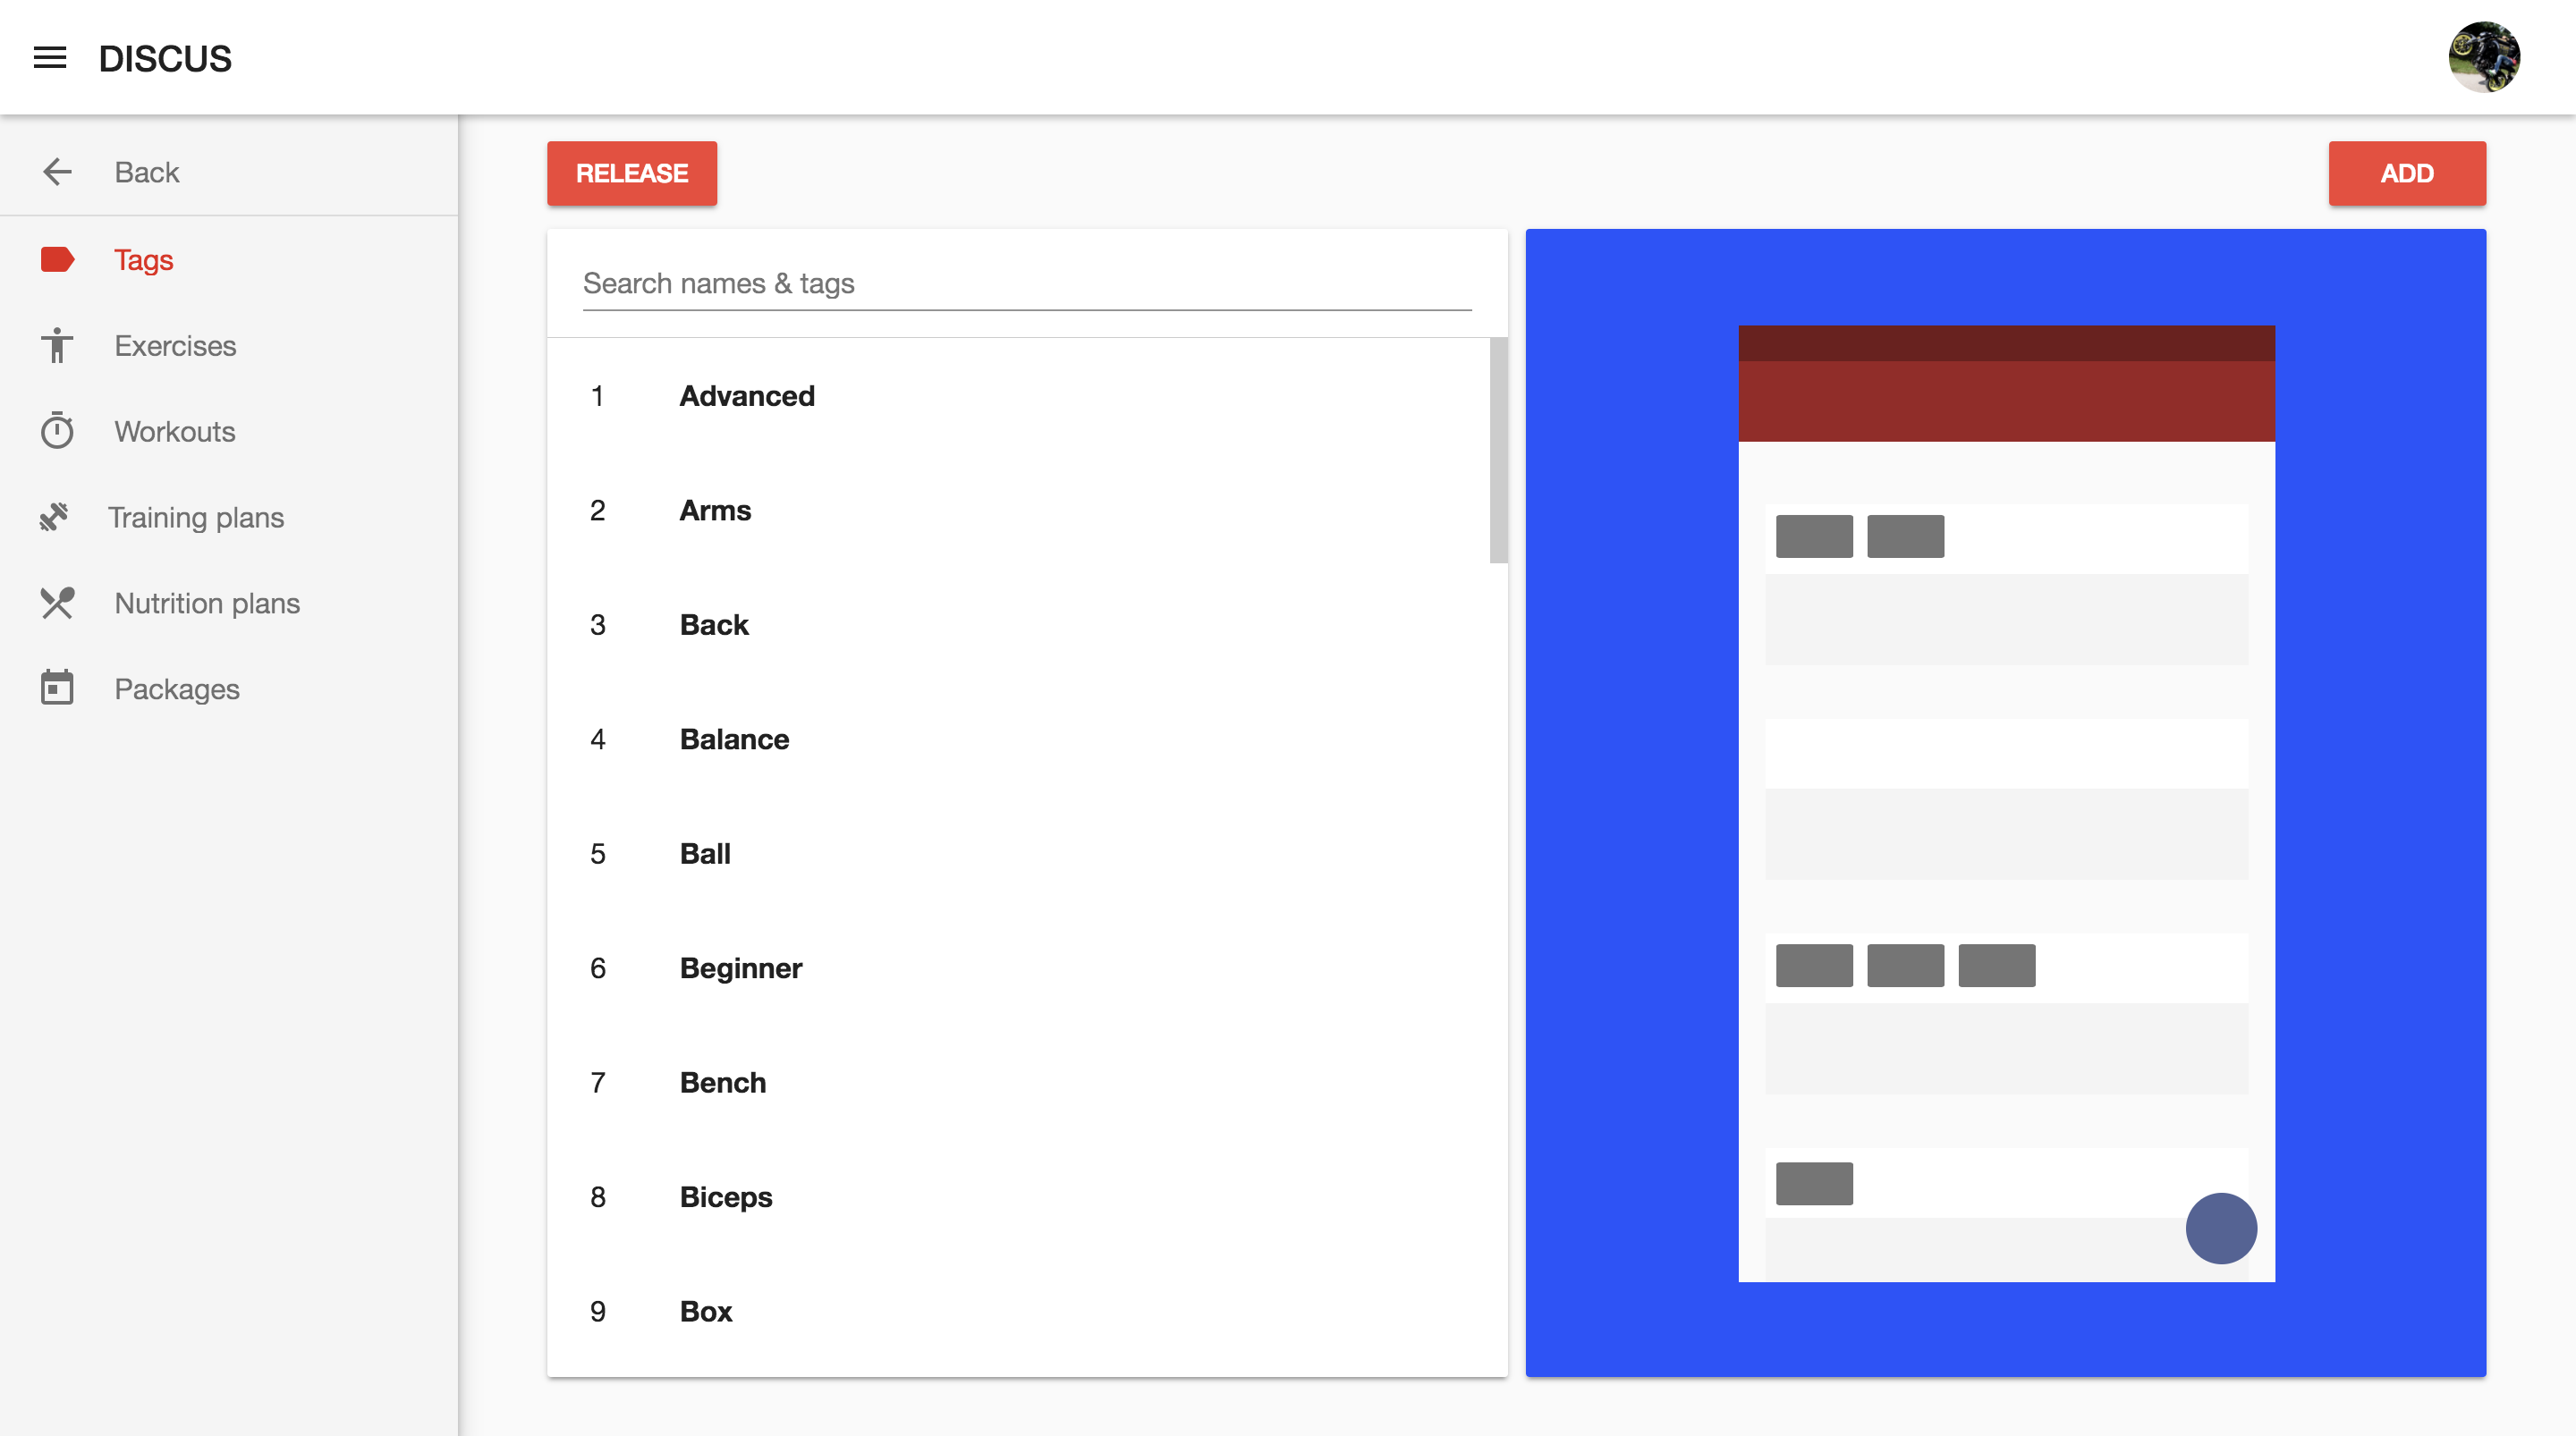 DISCUS
Back
Tags
Exercises
Workouts
Training plans
Nutrition plans
Packages
RELEASE
ADD
Search names & tags
1 Advanced
2 Arms
3 Back
4 Balance
5 Ball
6 Beginner
7 Bench
8 Biceps
9 Box